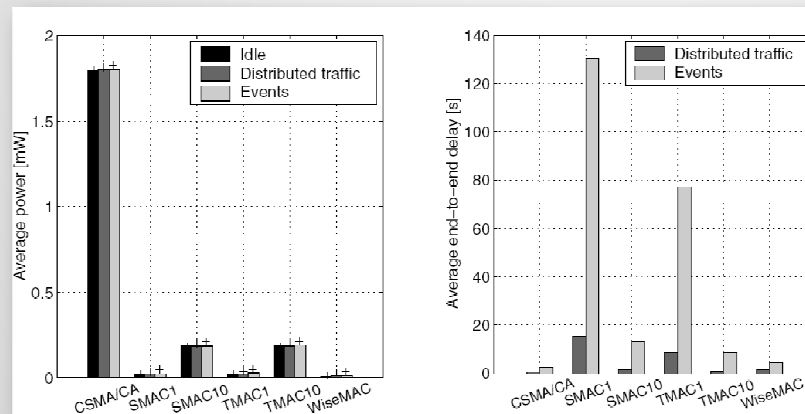 2
1.5
1
0.5
0
Average power [mW]
Idle
Distributed traffic
Events
CSMA/CA
SMAC1
SMAC10
TMAC1
TMAC10
WiseMAC
140
120
100
80
60
40
20
0
Average end-to-end delay [s]
Distributed traffic
Events
CSMA/CA
SMAC1
SMAC10
TMAC1
TMAC10
WiseMAC